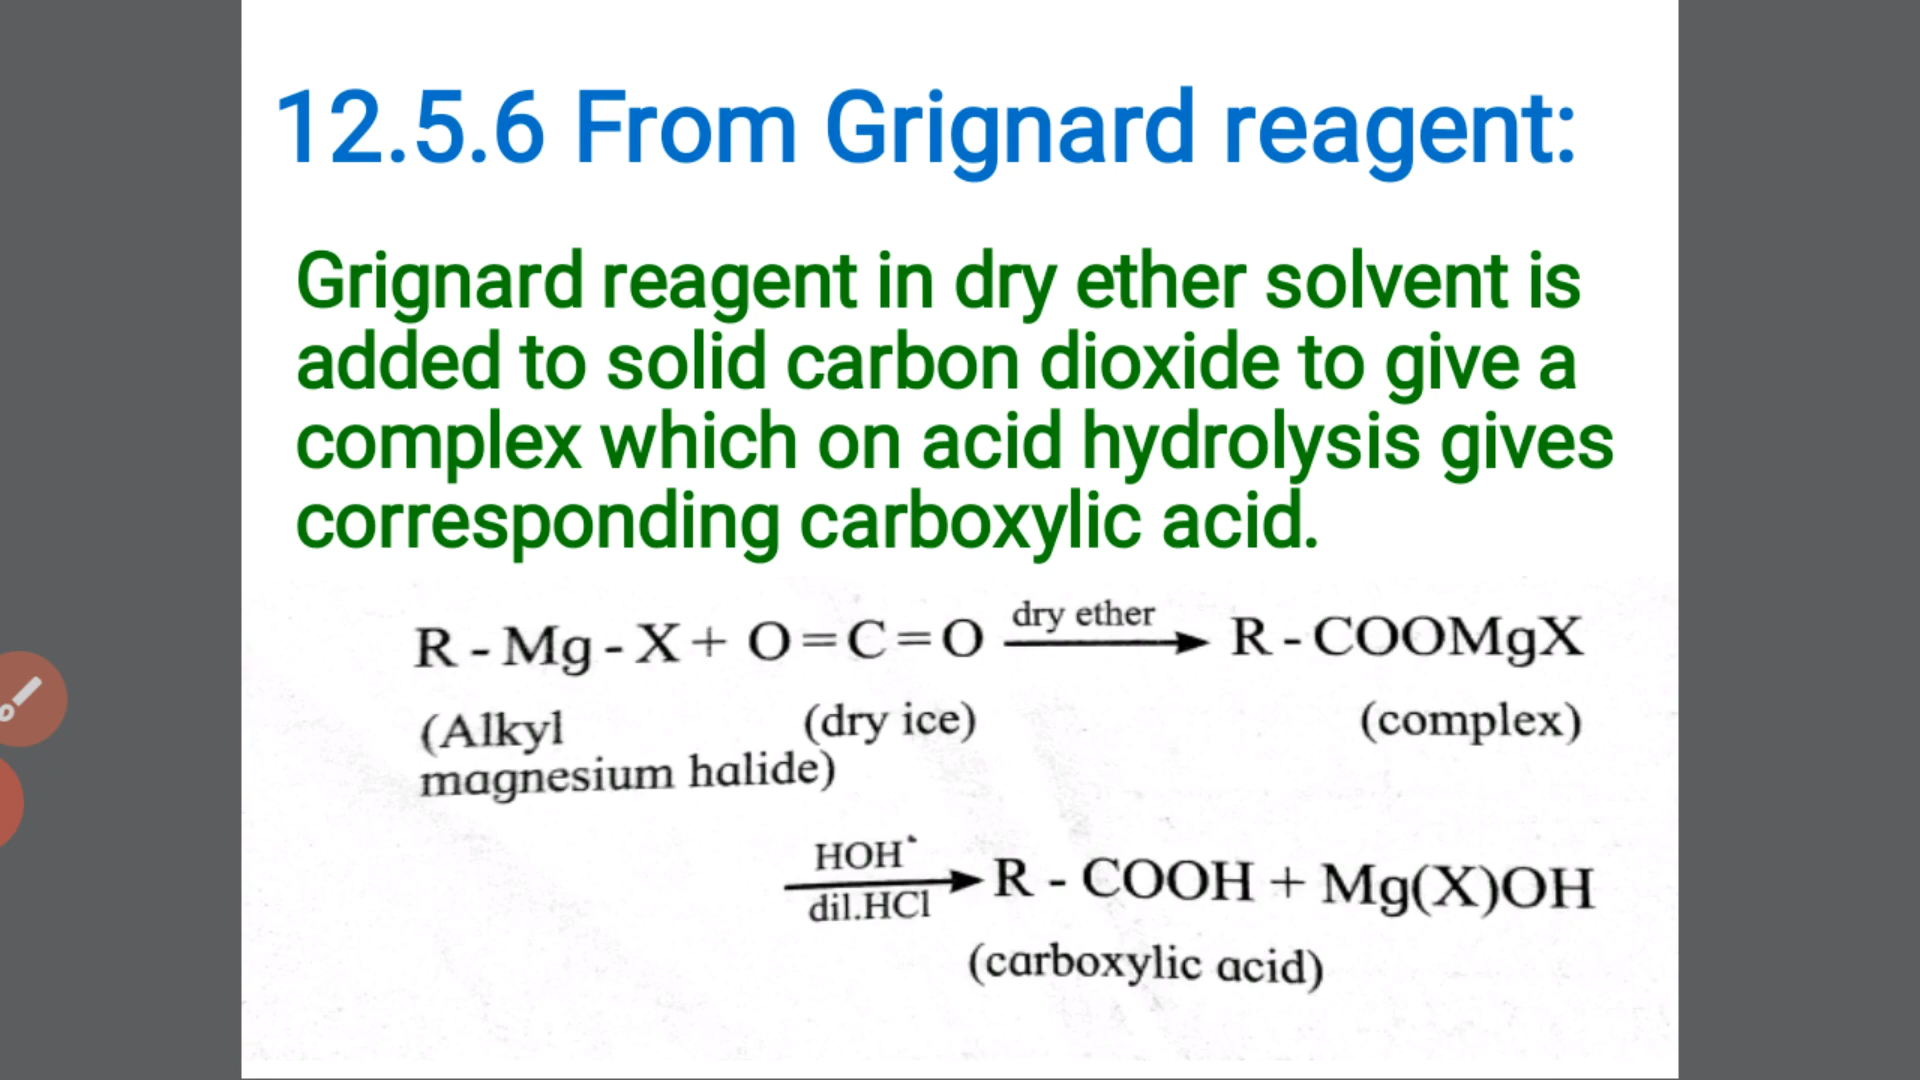 12.5.6 From Grignard reagent:
Grignard reagent in dry ether solvent is
added to solid carbon dioxide to give a
complex which on acid hydrolysis gives
corresponding carboxylic acid.
R - Mg - X + O = C = O dry ether R - COOMgX
(Alkyl (dry ice) (complex)
magnesium halide)
HOH
dil.HCl
R - COOH + Mg(X)OH
(carboxylic acid)